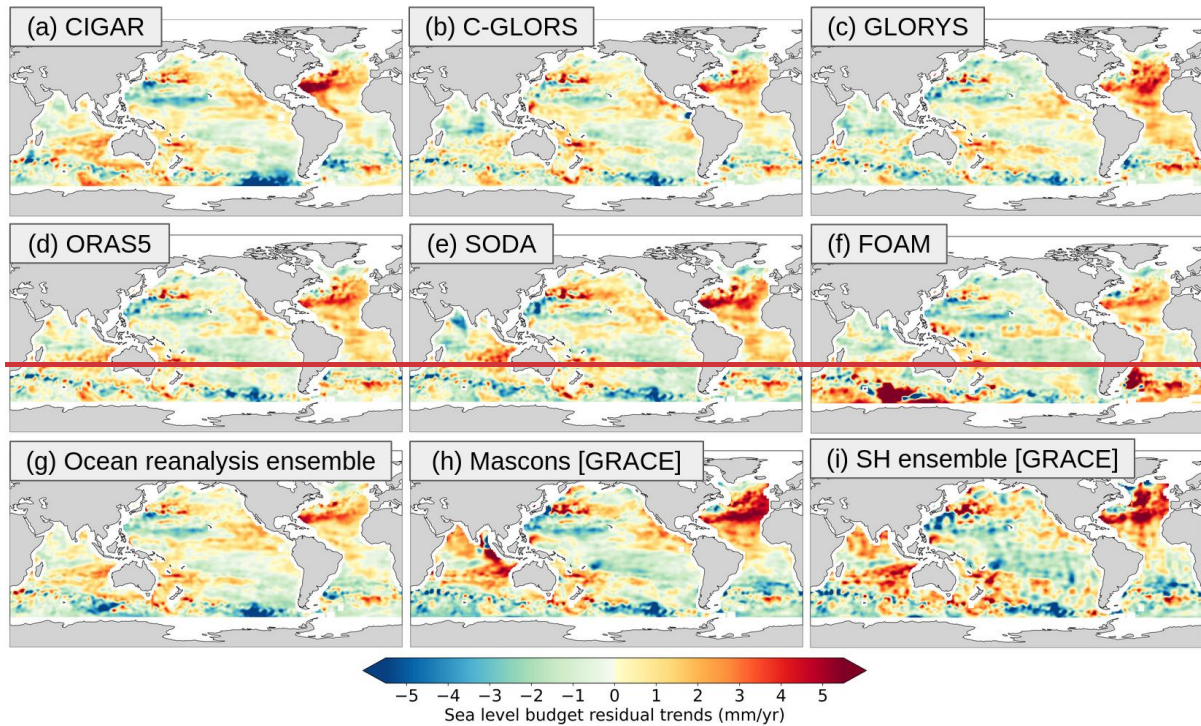 (a) CIGAR
(b) C-GLORS
(c) GLORYS
(d) ORAS5
(e) SODA
(f) FOAM
(g) Ocean reanalysis ensemble
(h) Mascons [GRACE]
(i) SH ensemble [GRACE]
−5 −4 −3 −2 −1 0 1 2 3 4 5
Sea level budget residual trends (mm/yr)